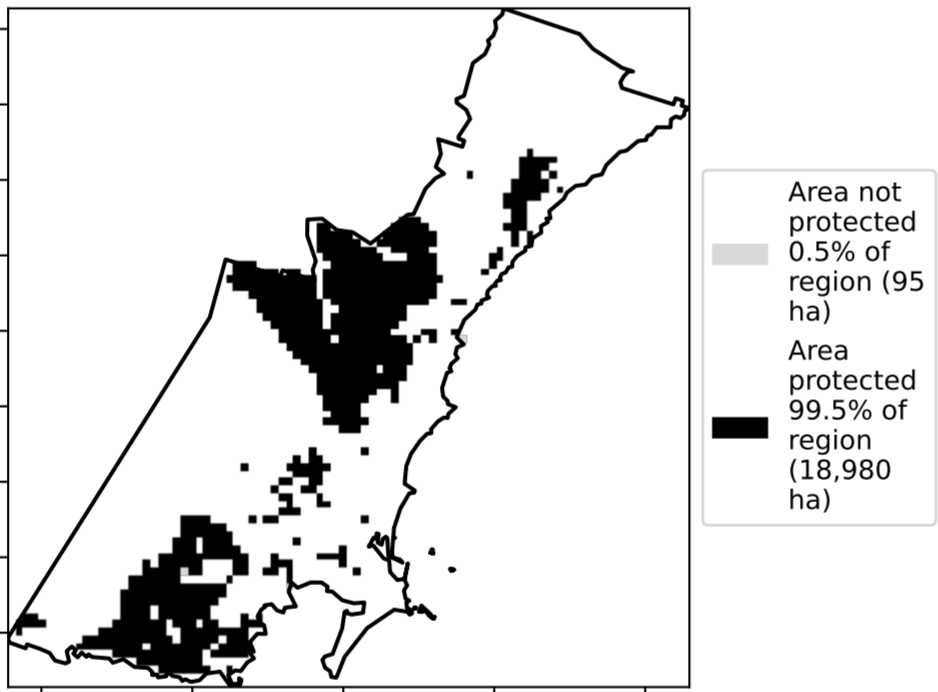 Area not
protected
0.5% of
region (95
ha)
Area
protected
99.5% of
region
(18,980
ha)